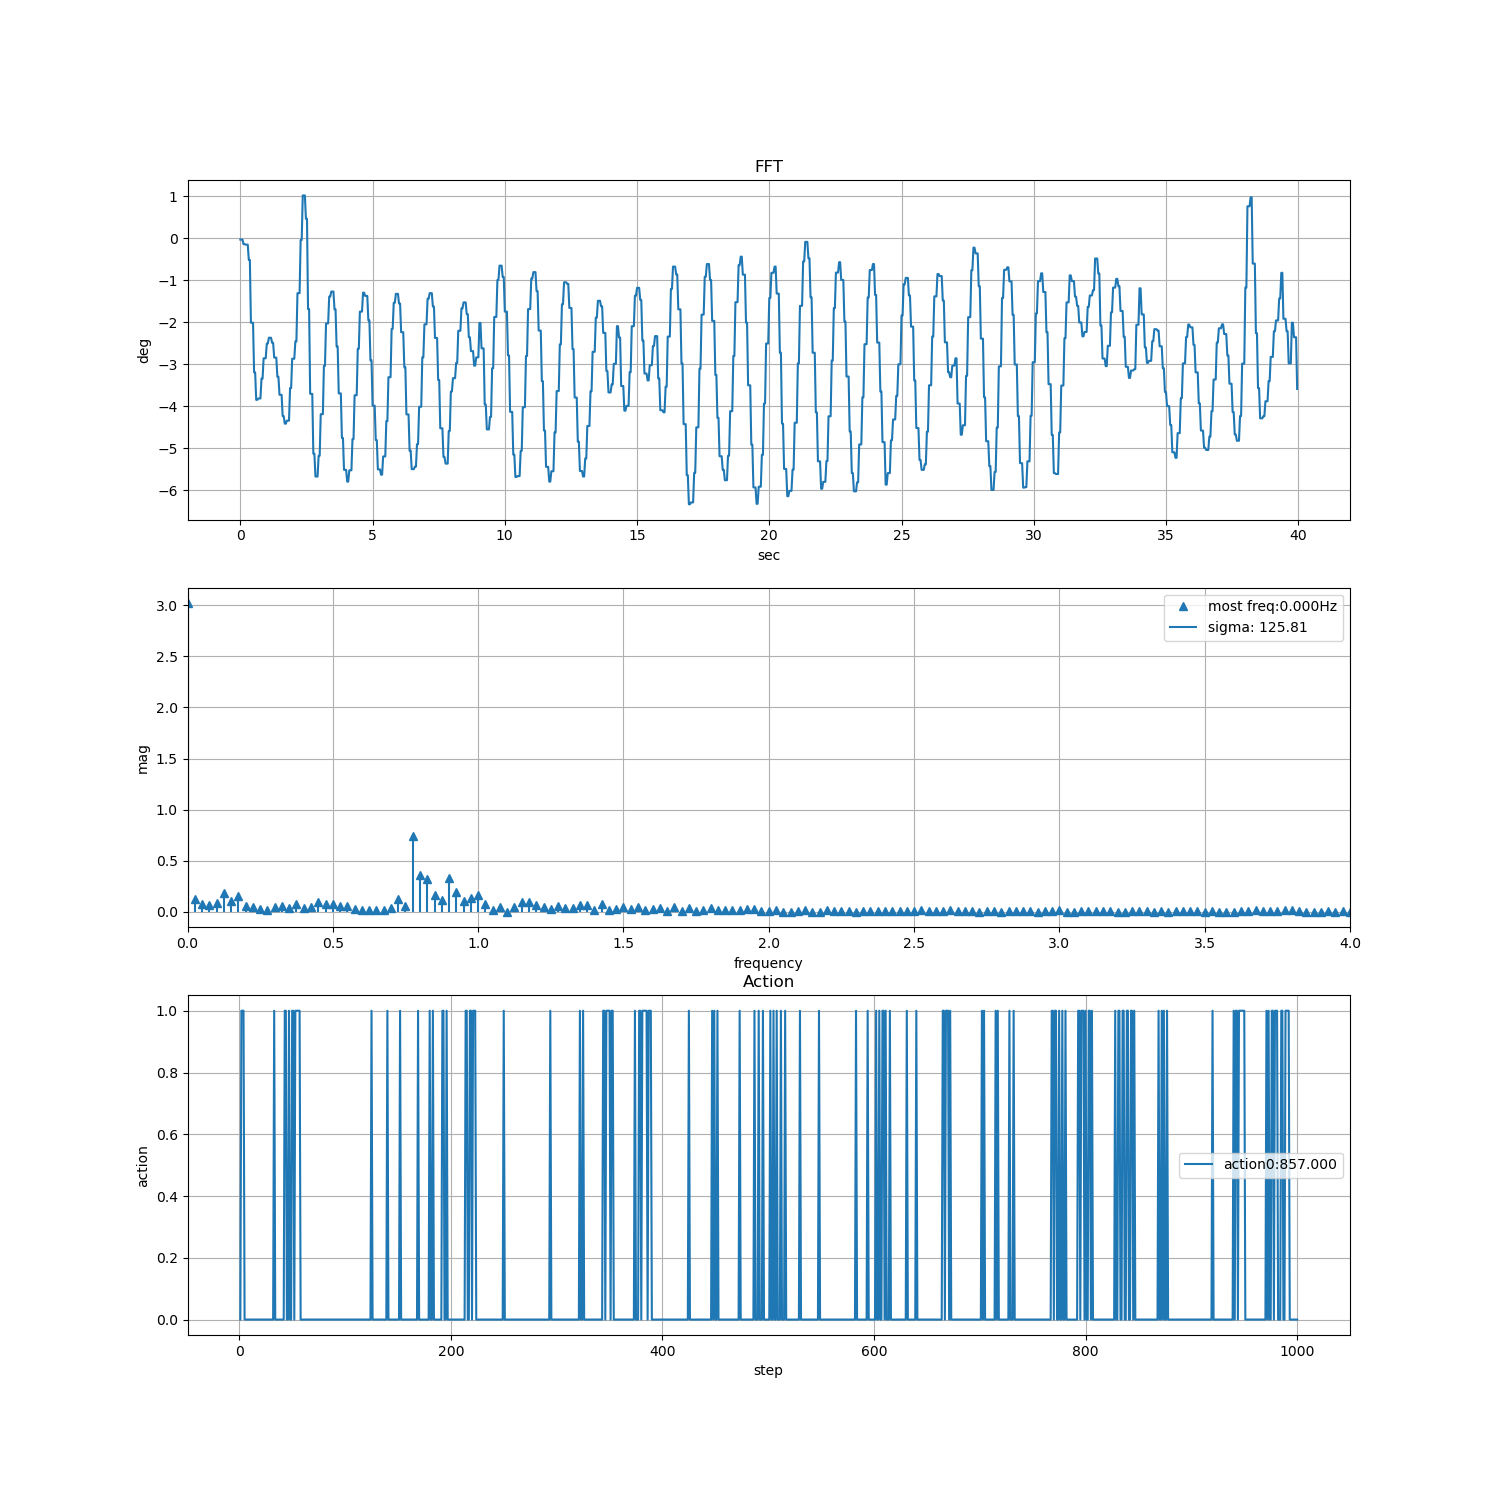 FFT
1
0
−1
−2
−3
−4
−5
−6
deg
0 5 10 15 20 25 30 35 40
sec
3.0
2.5
2.0
1.5
1.0
0.5
0.0
mag
most freq:0.000Hz
sigma: 125.81
0.0 0.5 1.0 1.5 2.0 2.5 3.0 3.5 4.0
frequency
Action
1.0
0.8
0.6
0.4
0.2
0.0
action
action0:857.000
0 200 400 600 800 1000
step